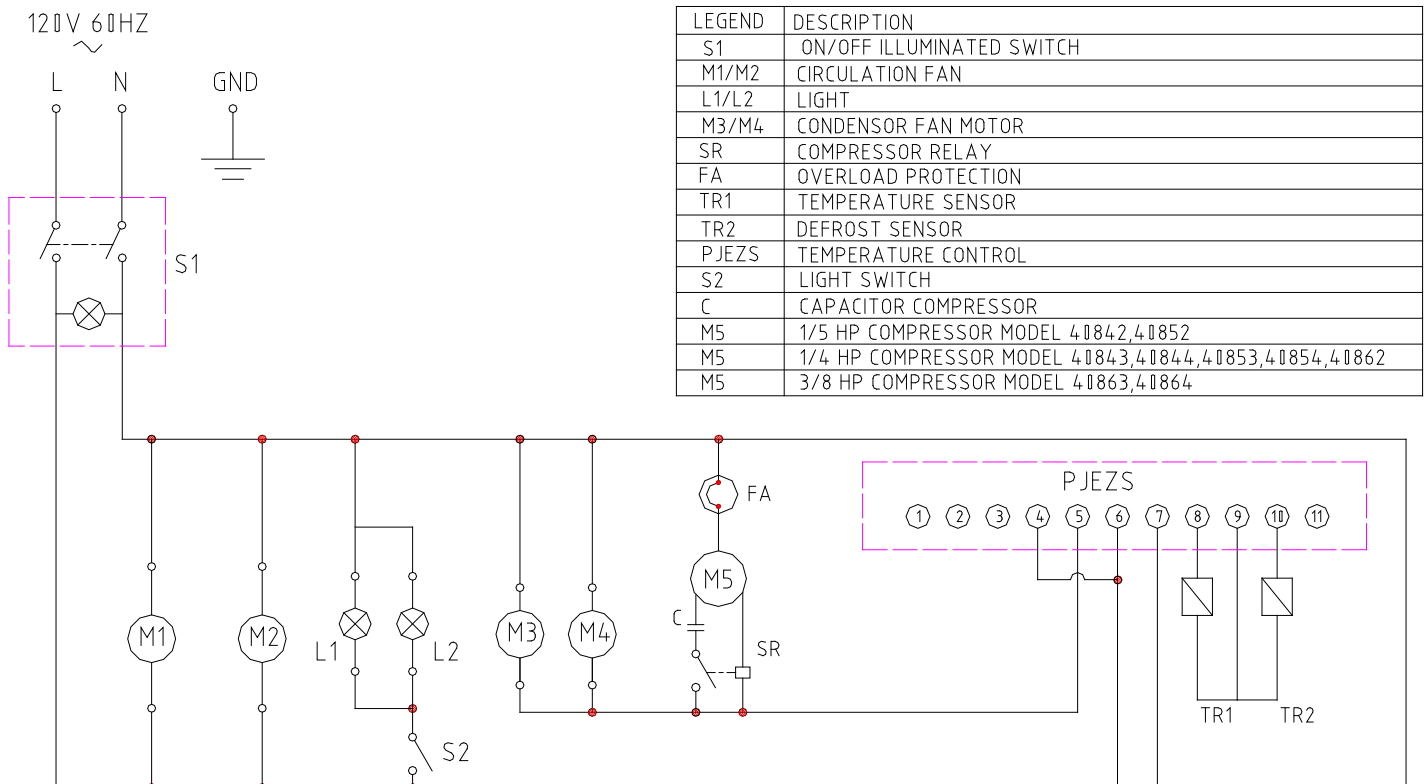 120V 60HZ
L N GND
S1
LEGEND DESCRIPTION
S1 ON/OFF ILLUMINATED SWITCH
M1/M2 CIRCULATION FAN
L1/L2 LIGHT
M3/M4 CONDENSOR FAN MOTOR
SR COMPRESSOR RELAY
FA OVERLOAD PROTECTION
TR1 TEMPERATURE SENSOR
TR2 DEFROST SENSOR
PJEZS TEMPERATURE CONTROL
S2 LIGHT SWITCH
C CAPACITOR COMPRESSOR
M5 1/5 HP COMPRESSOR MODEL 40842,40852
M5 1/4 HP COMPRESSOR MODEL 40843,40844,40853,40854,40862
M5 3/8 HP COMPRESSOR MODEL 40863,40864
PJEZS
FA
1 2 3 4 5 6 7 8 9 10 11
M5
C
M1 M2 L1 L2 M3 M4 SR
TR1 TR2
S2